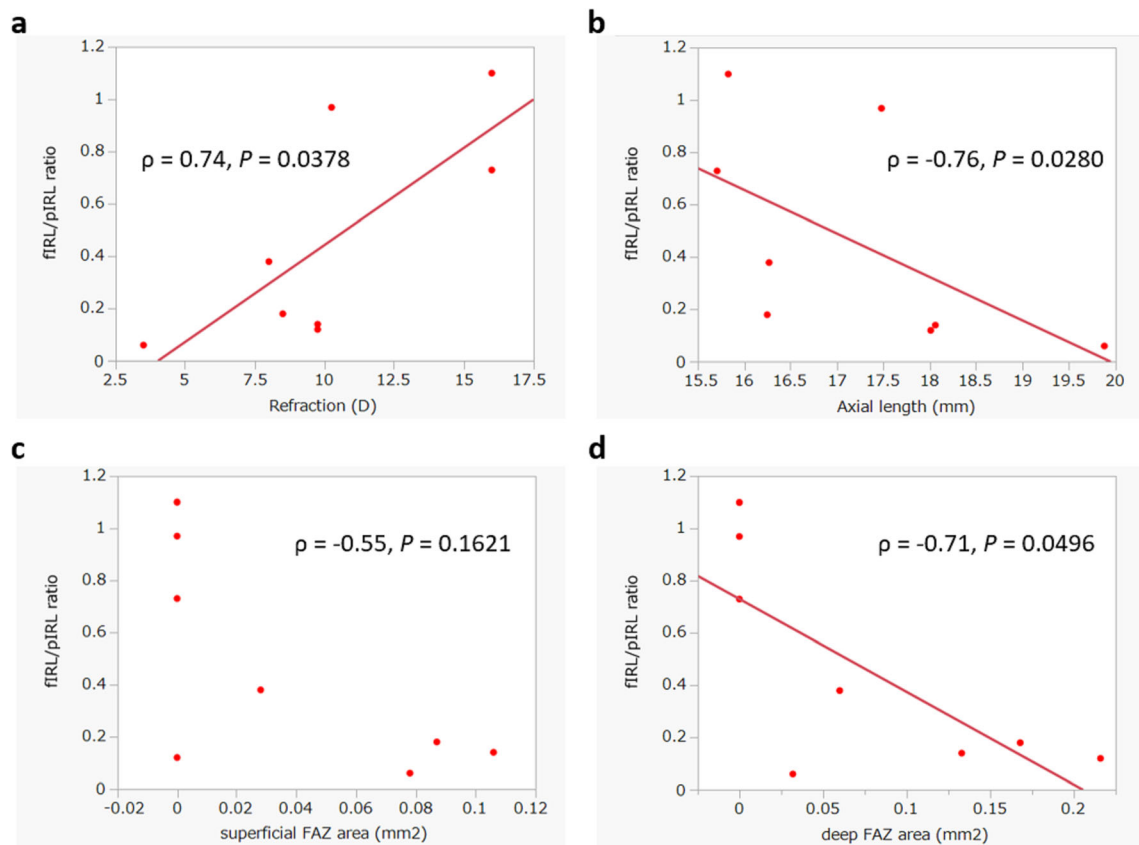 a
1.2
1
0.8
0.6
0.4
0.2
0
fIRL/pIRL ratio
ρ = 0.74, P = 0.0378
2.5 5 7.5 10 12.5 15 17.5
Refraction (D)
b
1.2
1
0.8
0.6
0.4
0.2
0
fIRL/pIRL ratio
ρ = -0.76, P = 0.0280
15.5 16 16.5 17 17.5 18 18.5 19 19.5 20
Axial length (mm)
c
1.2
1
0.8
0.6
0.4
0.2
0
fIRL/pIRL ratio
ρ = -0.55, P = 0.1621
-0.02 0 0.02 0.04 0.06 0.08 0.1 0.12
superficial FAZ area (mm2)
d
1.2
1
0.8
0.6
0.4
0.2
0
fIRL/pIRL ratio
ρ = -0.71, P = 0.0496
0 0.05 0.1 0.15 0.2
deep FAZ area (mm2)